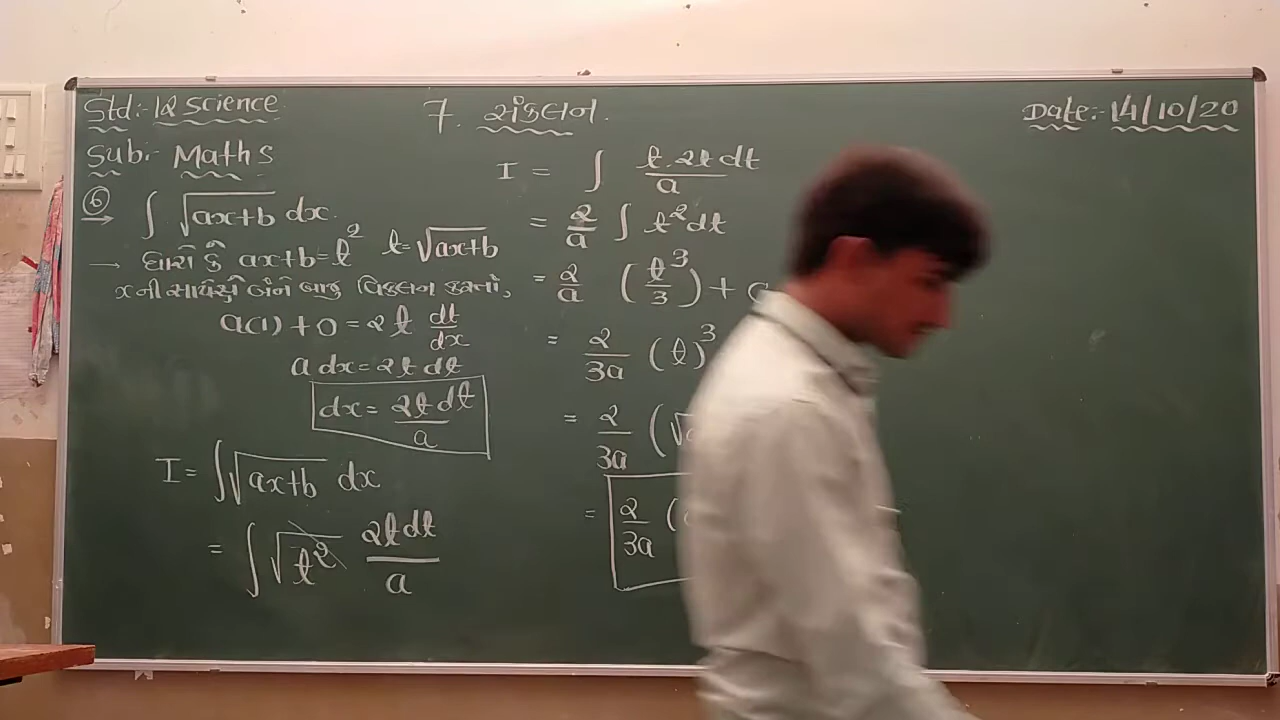 Std:- 12 Science
7. સંકલન.
Date:- 14/10/20
Sub:- Maths
⑥ ∫ √ax+b dx.
→ ધારો કે ax+b = t² t = √ax+b
x ની સાપેક્ષે બંને બાજુ વિકલન કરતાં,
a(1) + 0 = 2t dt/dx
a dx = 2t dt
dx = 2t dt/a
I = ∫ √ax+b dx
= ∫ √t² 2t dt/a
I = ∫ t. 2t dt/a
= 2/a ∫ t² dt
= 2/a (t³/3) + c
= 2/3a (t)³
= 2/3a (√
= 2/3a (